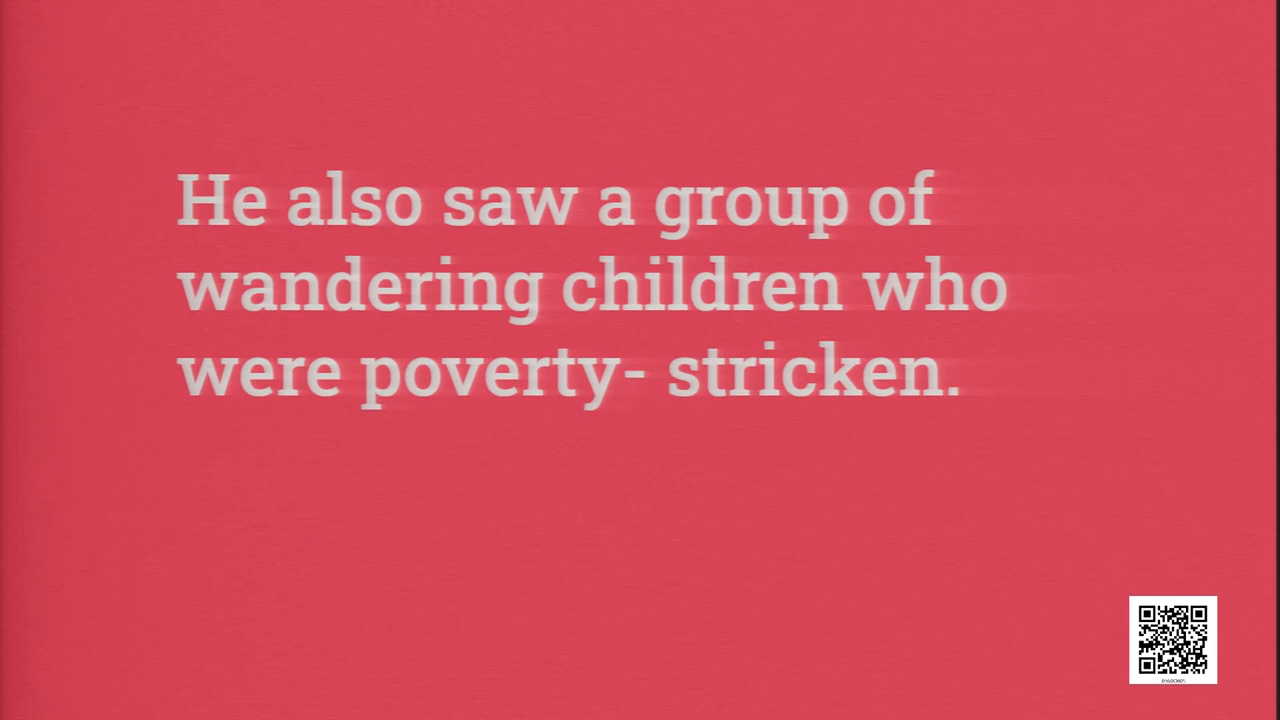 He also saw a group of
wandering children who
were poverty- stricken.